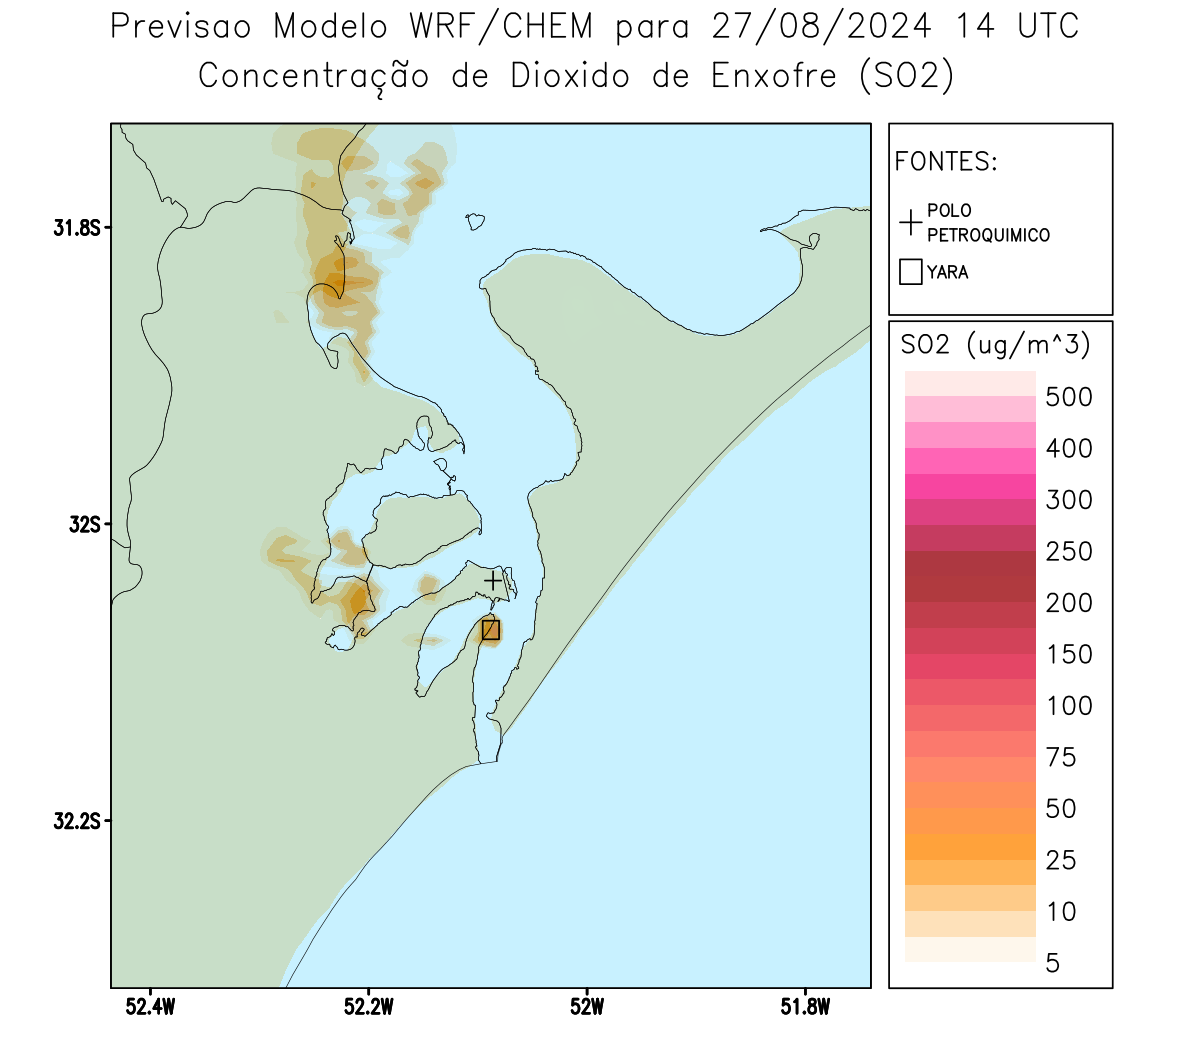 Previsao Modelo WRF/CHEM para 27/08/2024 14 UTC
Concentração de Dioxido de Enxofre (SO2)
FONTES:
POLO
PETROQUIMICO
YARA
SO2 (ug/m^3)
500
400
300
250
200
150
100
75
50
25
10
5
31.8S
32S
32.2S
52.4W
52.2W
52W
51.8W